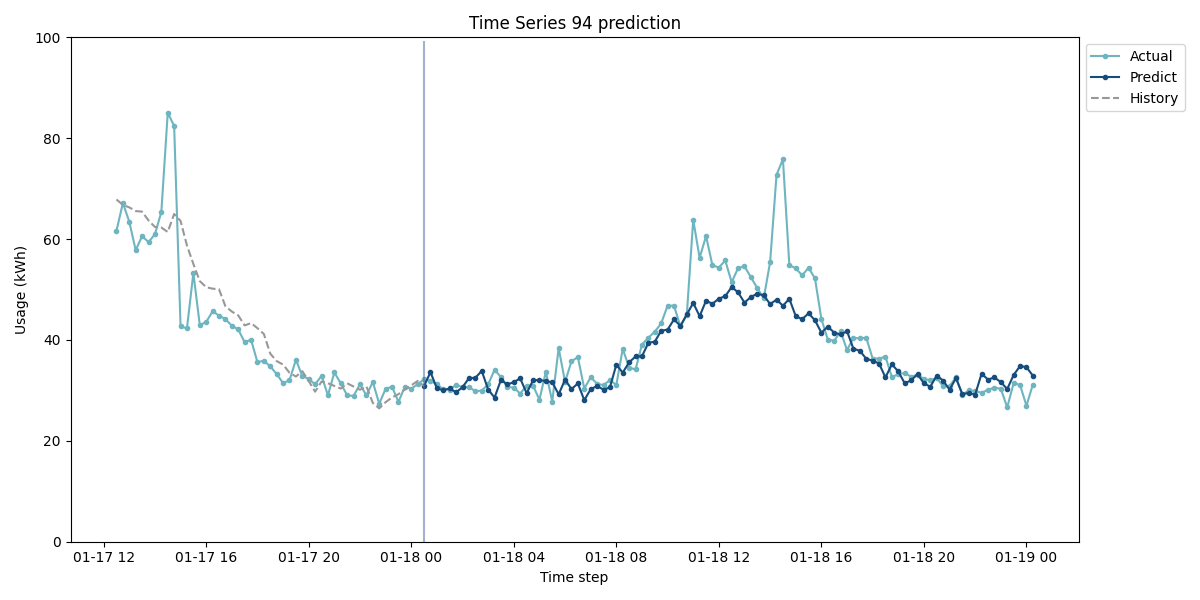 Time Series 94 prediction
Actual
Predict
History
Usage (kWh)
100
80
60
40
20
0
01-17 12
01-17 16
01-17 20
01-18 00
01-18 04
01-18 08
01-18 12
01-18 16
01-18 20
01-19 00
Time step